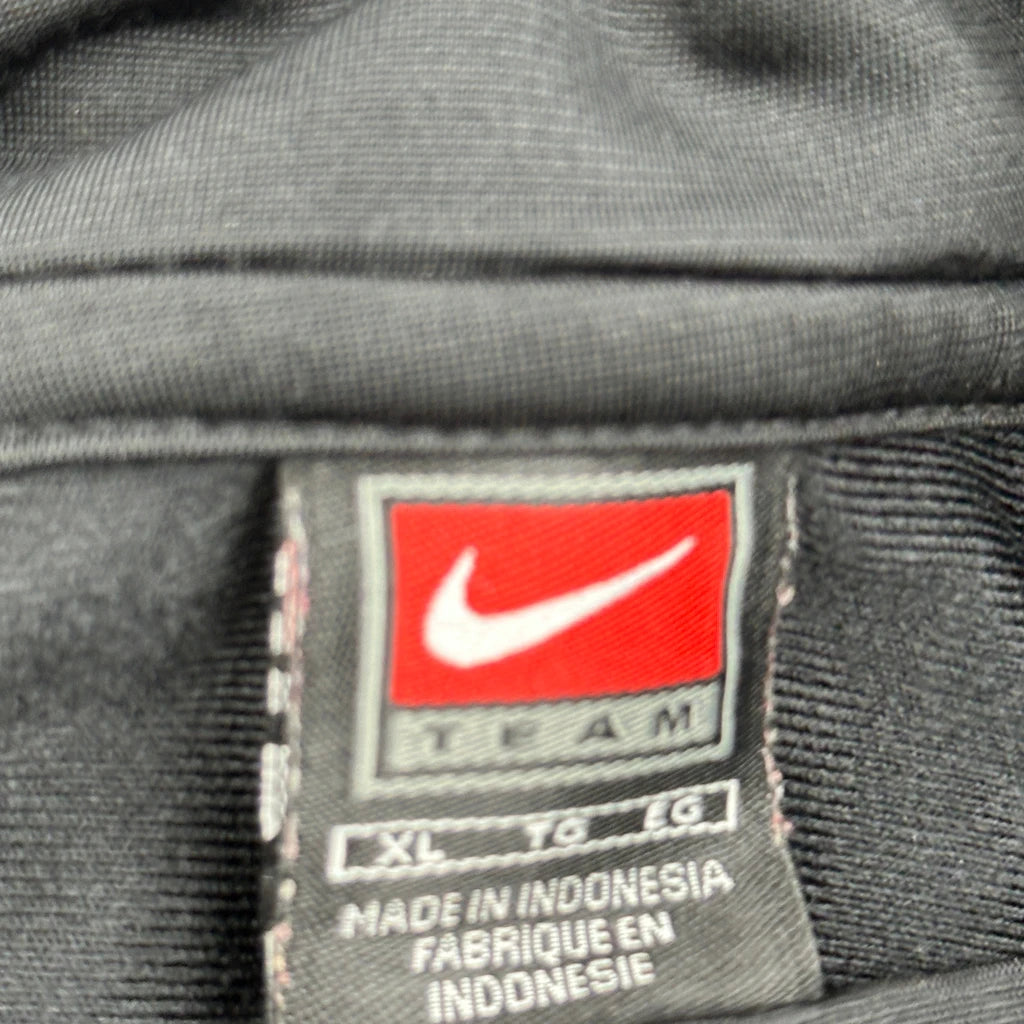 TEAM
XL TG EG
MADE IN INDONESIA
FABRIQUE EN
INDONESIE